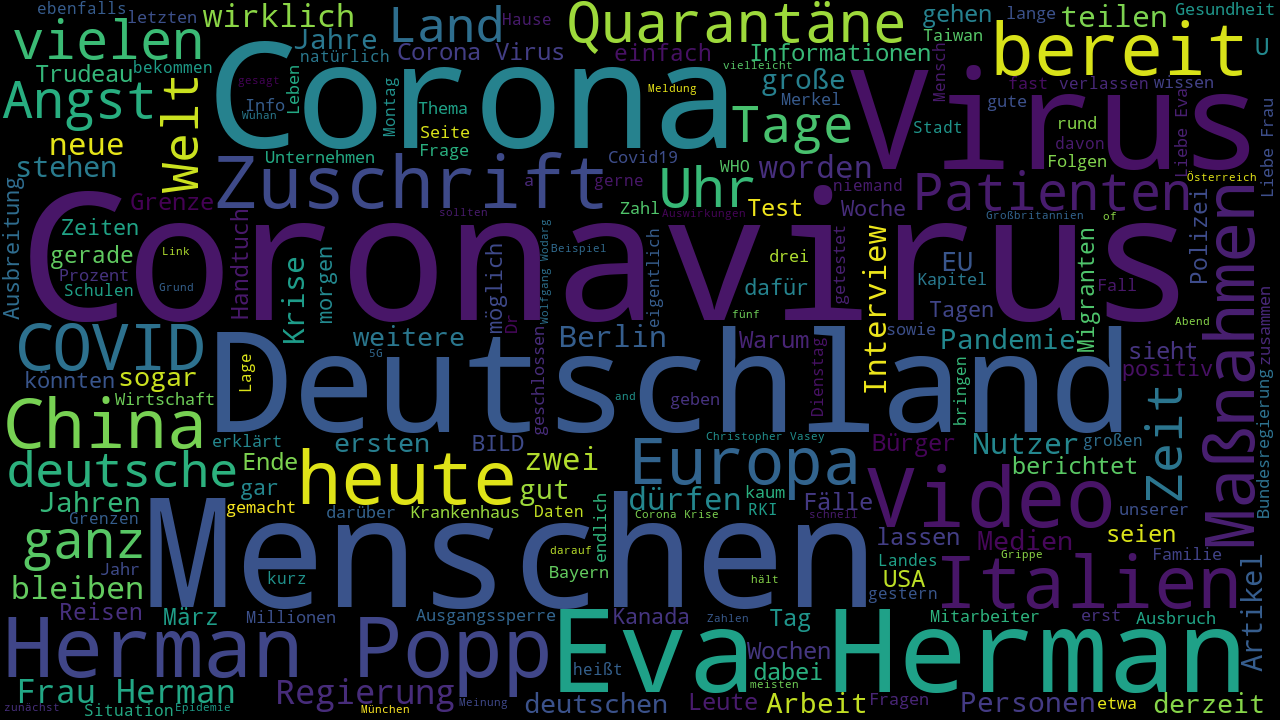 ebenfalls
letzten
wirklich
Land
Hause
Quarantäne
gehen
lange
teilen
Gesundheit
vielen
Jahre
natürlich
Corona Virus
einfach
Informationen
Taiwan
bereit
U
Trudeau
bekommen
Corona
gesagt
Leben
vielleicht
große
Virus
Mensch
fast
verlassen
wissen
Angst
Welt
Info
Wuhan
Montag
Thema
Meldung
Merkel
gute
Liebe Eva
Liebe Frau
neue
Seite
Frage
Tage
Stadt
rund
davon
Folgen
stehen
Unternehmen
Zuschrift
Covid19
WHO
worden
Österreich
Ausbreitung
Grenze
a
gerne
Uhr
niemand
Patienten
Polizei
Zeiten
Handtuch
sollten
Zahl
Auswirkungen
Test
Woche
Großbritannien
of
Coronavirus
gerade
Link
Krise
morgen
möglich
Wolfgang Wodarg
Beispiel
eigentlich
drei
getestet
Interview
EU
Migranten
Maßnahmen
Prozent
Schulen
Grund
Dr
dafür
Kapitel
Fall
fünf
Tagen
Abend
COVID
weitere
5G
geschlossen
Berlin
Warum
Dienstag
sowie
Pandemie
sieht
zusammen
könnten
sogar
Lage
Deutschland
positiv
Wirtschaft
and
geben
bringen
Zeit
Bundesregierung
China
erklärt
ersten
BILD
Christopher Vasey
Bürger
Nutzer
großen
deutsche
Ende
heute
zwei
Europa
berichtet
Jahren
gar
gut
dürfen
kaum
Fälle
Video
unserer
Grenzen
gemacht
darüber
Krankenhaus
Daten
endlich
Corona Krise
RKI
schnell
ganz
Menschen
darauf
lassen
Medien
seien
Jahr
kurz
Bayern
hält
Landes
Grippe
Familie
bleiben
USA
Italien
Artikel
gestern
Reisen
März
Millionen
Ausgangssperre
Kanada
Zahlen
Tag
Mitarbeiter
erst
Ausbruch
Herman Popp
Eva Herman
heißt
Wochen
dabei
meisten
Frau Herman
Regierung
deutschen
Leute
Arbeit
Fragen
Personen
etwa
derzeit
zunächst
Situation
Epidemie
München
Meinung